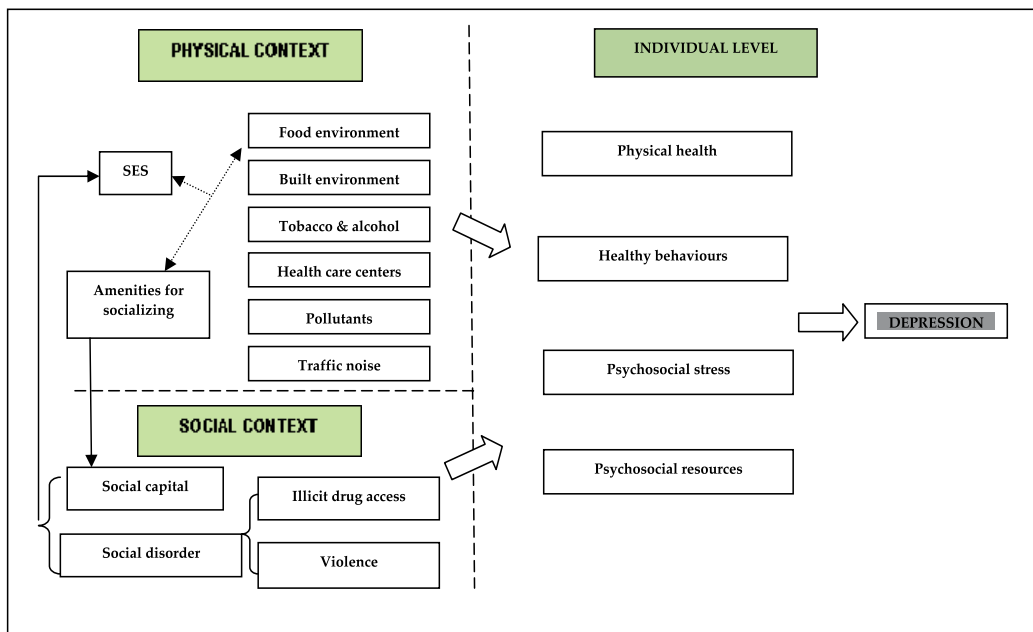 PHYSICAL CONTEXT
INDIVIDUAL LEVEL
Food environment
Physical health
SES
Built environment
Tobacco & alcohol
Healthy behaviours
Health care centers
Amenities for
socializing
Pollutants
DEPRESSION
Traffic noise
Psychosocial stress
SOCIAL CONTEXT
Psychosocial resources
Social capital
Illicit drug access
Social disorder
Violence